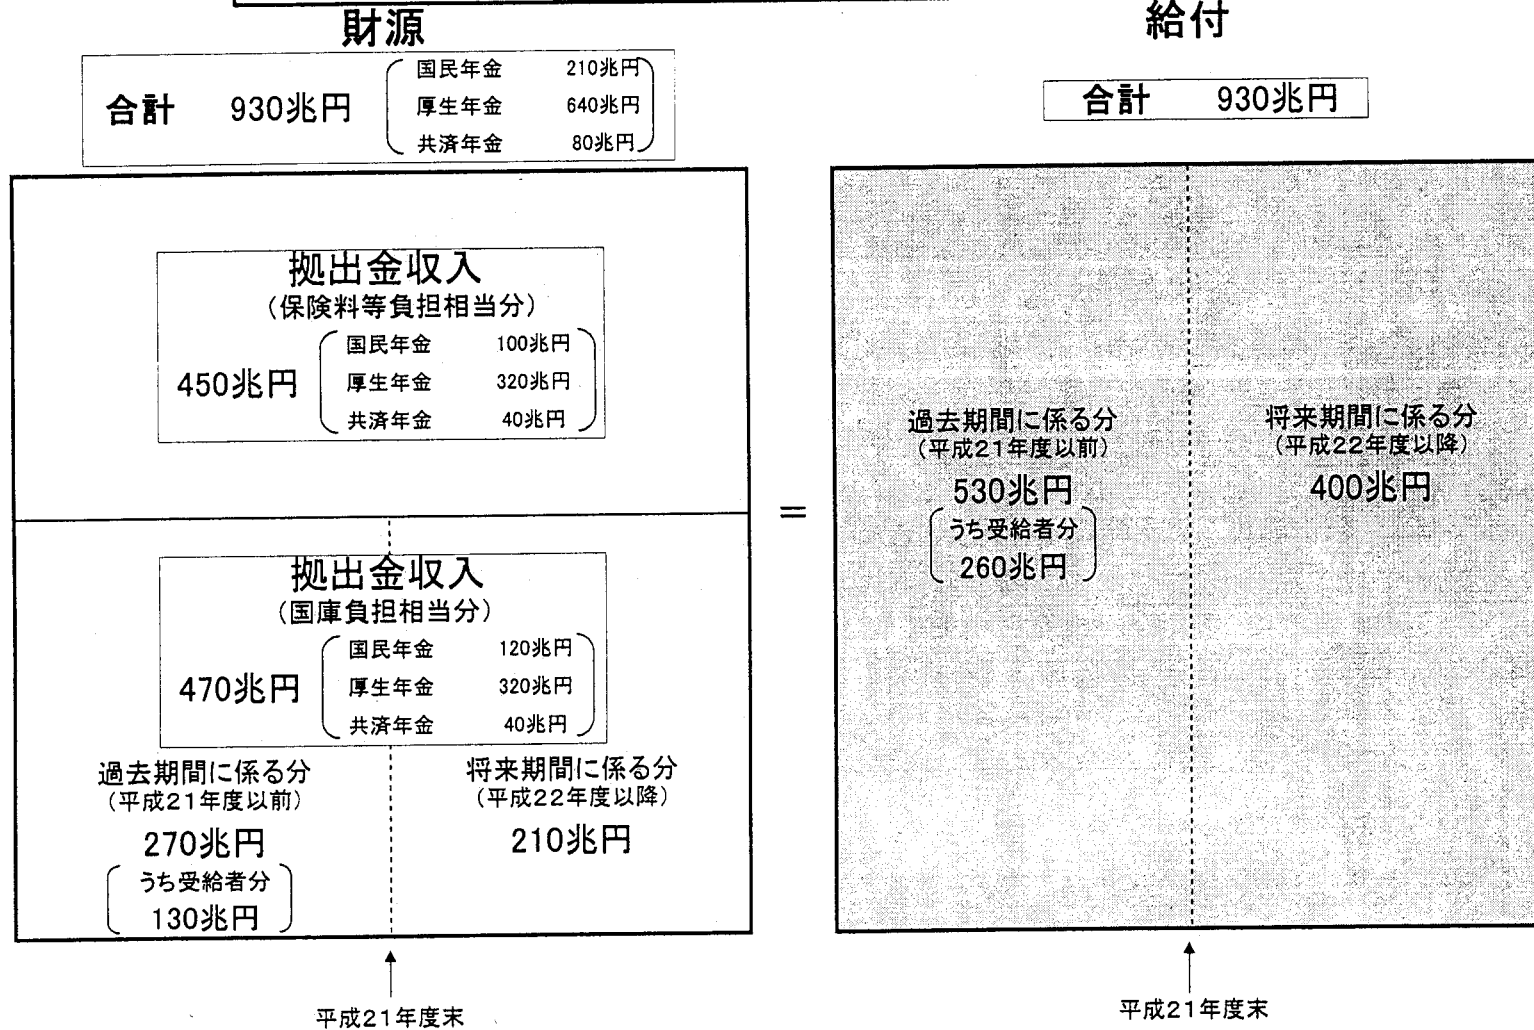 財源
合計 930兆円
国民年金 210兆円
厚生年金 640兆円
共済年金 80兆円
拠出金収入
（保険料等負担相当分）
450兆円
国民年金 100兆円
厚生年金 320兆円
共済年金 40兆円
拠出金収入
（国庫負担相当分）
470兆円
国民年金 120兆円
厚生年金 320兆円
共済年金 40兆円
過去期間に係る分
（平成21年度以前）
270兆円
うち受給者分
130兆円
将来期間に係る分
（平成22年度以降）
210兆円
平成21年度末
＝
給付
合計 930兆円
過去期間に係る分
（平成21年度以前）
530兆円
うち受給者分
260兆円
将来期間に係る分
（平成22年度以降）
400兆円
平成21年度末